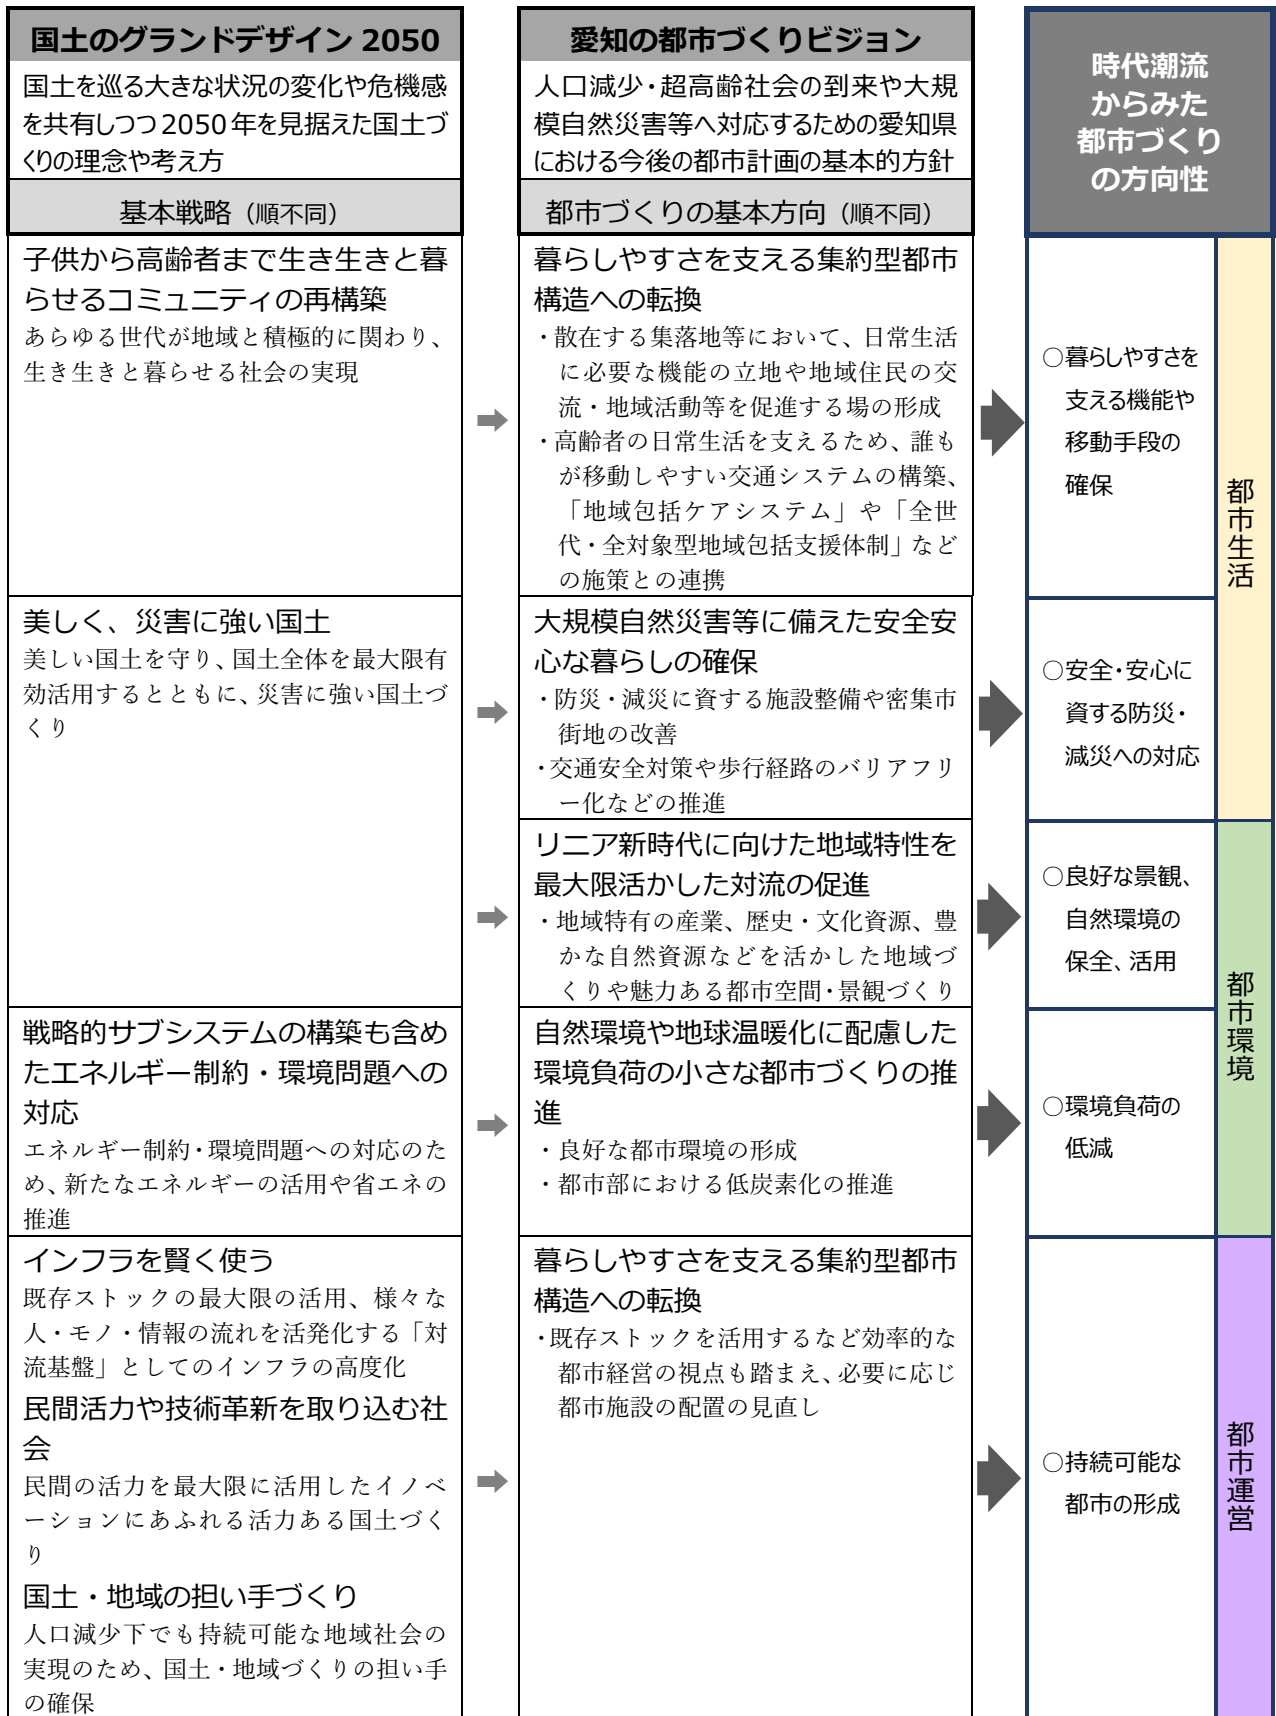 国土のグランドデザイン 2050
国土を巡る大きな状況の変化や危機感
を共有しつつ 2050 年を見据えた国土づ
くりの理念や考え方
基本戦略（順不同）
愛知の都市づくりビジョン
人口減少・超高齢社会の到来や大規
模自然災害等へ対応するための愛知県
における今後の都市計画の基本的方針
都市づくりの基本方向（順不同）
時代潮流
からみた
都市づくり
の方向性
子供から高齢者まで生き生きと暮
らせるコミュニティの再構築
あらゆる世代が地域と積極的に関わり、
生き生きと暮らせる社会の実現
暮らしやすさを支える集約型都市
構造への転換
・散在する集落地等において、日常生活
に必要な機能の立地や地域住民の交
流・地域活動等を促進する場の形成
・高齢者の日常生活を支えるため、誰も
が移動しやすい交通システムの構築、
「地域包括ケアシステム」や「全世
代・全対象型地域包括支援体制」など
の施策との連携
○暮らしやすさを
支える機能や
移動手段の
確保
都市生活
美しく、災害に強い国土
美しい国土を守り、国土全体を最大限有
効活用するとともに、災害に強い国土づ
くり
大規模自然災害等に備えた安全安
心な暮らしの確保
・防災・減災に資する施設整備や密集市
街地の改善
・交通安全対策や歩行経路のバリアフリ
ー化などの推進
○安全・安心に
資する防災・
減災への対応
リニア新時代に向けた地域特性を
最大限活かした対流の促進
・地域特有の産業、歴史・文化資源、豊
かな自然資源などを活かした地域づ
くりや魅力ある都市空間・景観づくり
○良好な景観、
自然環境の
保全、活用
都市環境
戦略的サブシステムの構築も含め
たエネルギー制約・環境問題への
対応
エネルギー制約・環境問題への対応のた
め、新たなエネルギーの活用や省エネの
推進
自然環境や地球温暖化に配慮した
環境負荷の小さな都市づくりの推
進
・良好な都市環境の形成
・都市部における低炭素化の推進
○環境負荷の
低減
インフラを賢く使う
既存ストックの最大限の活用、様々な
人・モノ・情報の流れを活発化する「対
流基盤」としてのインフラの高度化
民間活力や技術革新を取り込む社
会
民間の活力を最大限に活用したイノベ
ーションにあふれる活力ある国土づく
り
国土・地域の担い手づくり
人口減少下でも持続可能な地域社会の
実現のため、国土・地域づくりの担い手
の確保
暮らしやすさを支える集約型都市
構造への転換
・既存ストックを活用するなど効率的な
都市経営の視点も踏まえ、必要に応じ
都市施設の配置の見直し
○持続可能な
都市の形成
都市運営